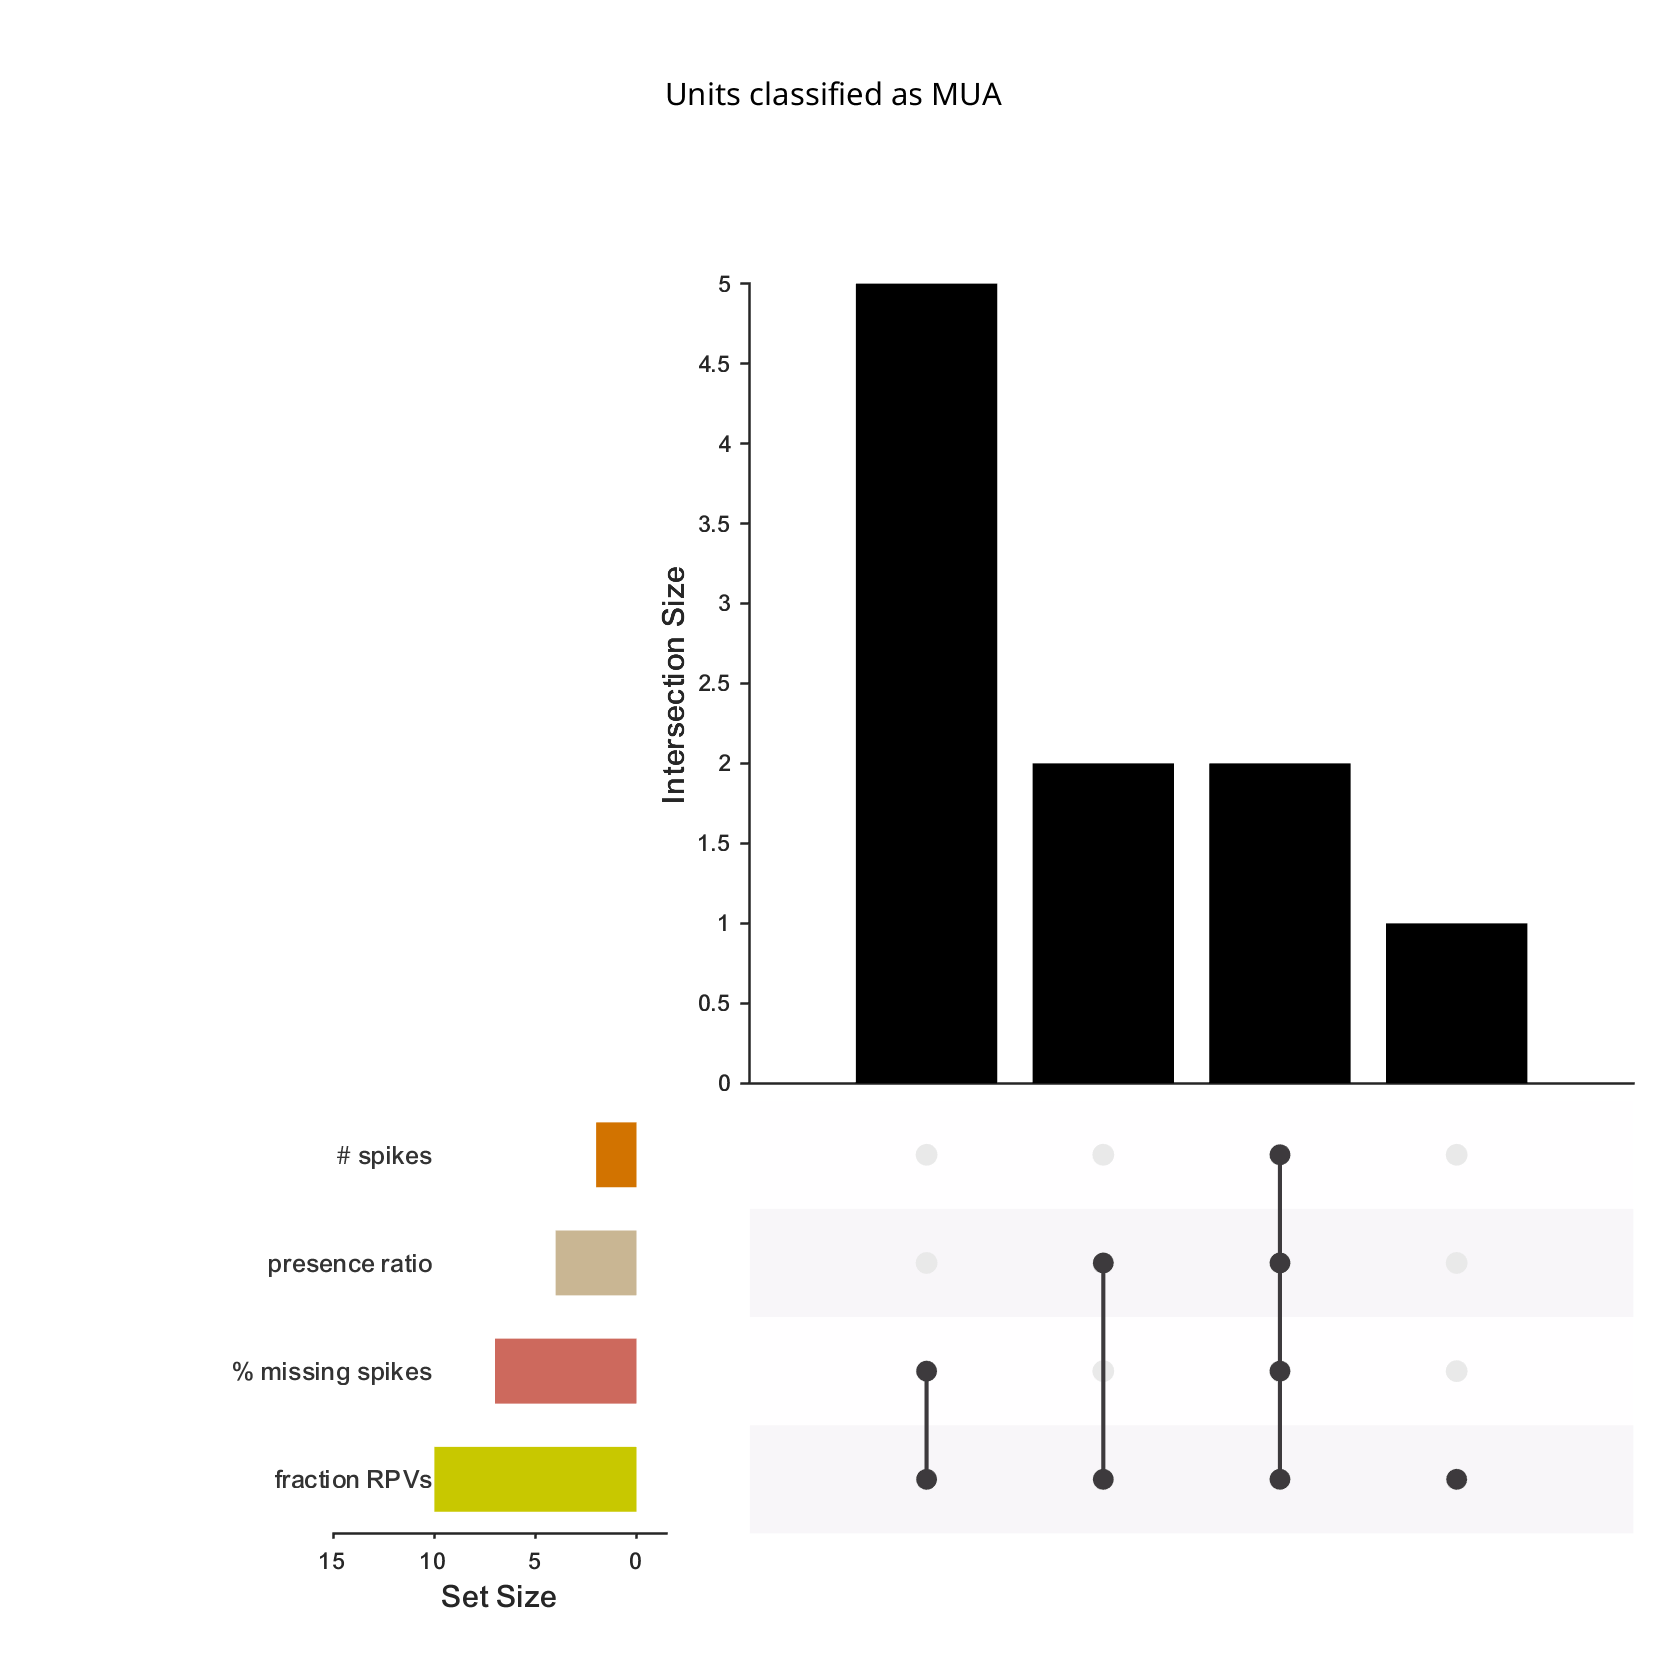 Units classified as MUA
5
4.5
4
3.5
3
2.5
2
1.5
1
0.5
0
Intersection Size
# spikes
presence ratio
% missing spikes
fraction RPVs
15 10 5 0
Set Size